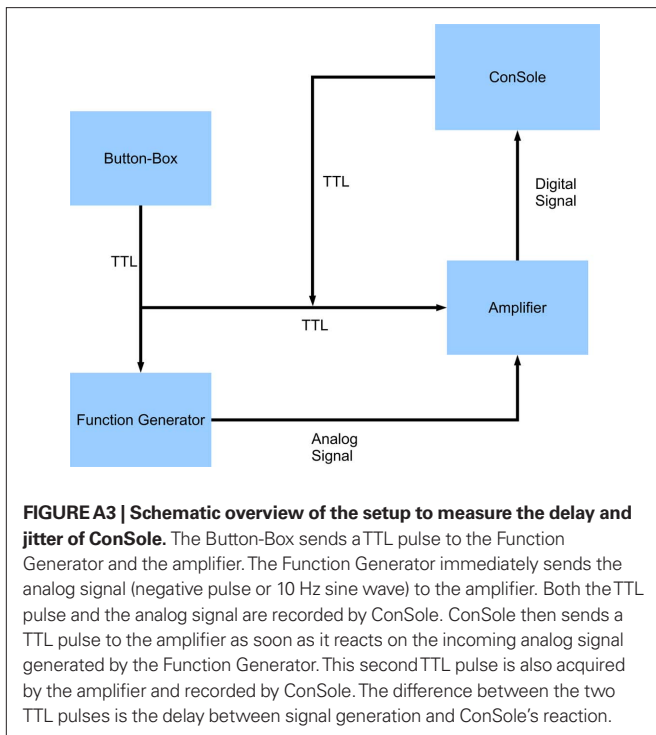 ConSole
Button-Box
TTL
Digital
Signal
TTL
Amplifier
TTL
Function Generator
Analog
Signal
FIGURE A3 | Schematic overview of the setup to measure the delay and
jitter of ConSole. The Button-Box sends a TTL pulse to the Function
Generator and the amplifier. The Function Generator immediately sends the
analog signal (negative pulse or 10 Hz sine wave) to the amplifier. Both the TTL
pulse and the analog signal are recorded by ConSole. ConSole then sends a
TTL pulse to the amplifier as soon as it reacts on the incoming analog signal
generated by the Function Generator. This second TTL pulse is also acquired
by the amplifier and recorded by ConSole. The difference between the two
TTL pulses is the delay between signal generation and ConSole's reaction.